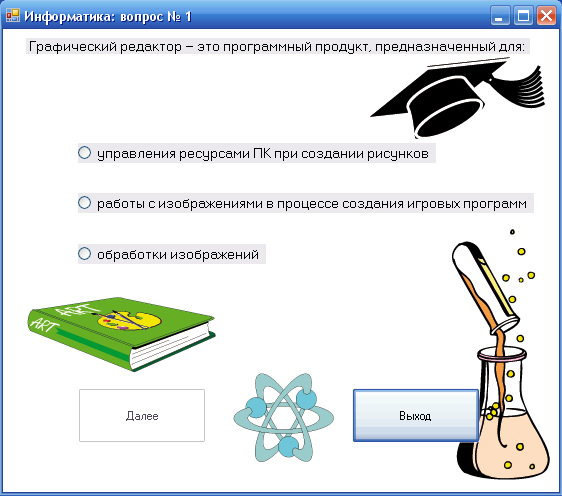 Информатика: вопрос № 1
Графический редактор – это программный продукт, предназначенный для:
управления ресурсами ПК при создании рисунков
работы с изображениями в процессе создания игровых программ
обработки изображений
ART
ART
Далее
Выход